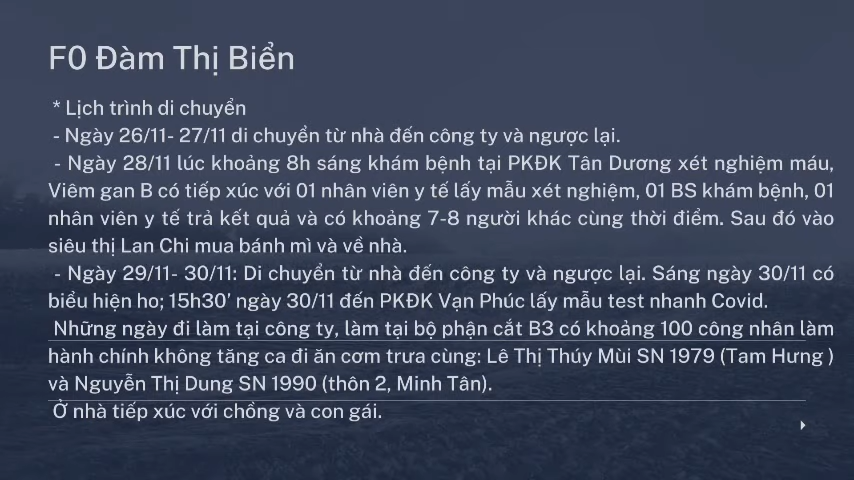 F0 Đàm Thị Biển
* Lịch trình di chuyển
- Ngày 26/11- 27/11 di chuyển từ nhà đến công ty và ngược lại.
- Ngày 28/11 lúc khoảng 8h sáng khám bệnh tại PKĐK Tân Dương xét nghiệm máu,
Viêm gan B có tiếp xúc với 01 nhân viên y tế lấy mẫu xét nghiệm, 01 BS khám bệnh, 01
nhân viên y tế trả kết quả và có khoảng 7-8 người khác cùng thời điểm. Sau đó vào
siêu thị Lan Chi mua bánh mì và về nhà.
- Ngày 29/11- 30/11: Di chuyển từ nhà đến công ty và ngược lại. Sáng ngày 30/11 có
biểu hiện ho; 15h30’ ngày 30/11 đến PKĐK Vạn Phúc lấy mẫu test nhanh Covid.
Những ngày đi làm tại công ty, làm tại bộ phận cắt B3 có khoảng 100 công nhân làm
hành chính không tăng ca đi ăn cơm trưa cùng: Lê Thị Thúy Mùi SN 1979 (Tam Hưng )
và Nguyễn Thị Dung SN 1990 (thôn 2, Minh Tân).
Ở nhà tiếp xúc với chồng và con gái.